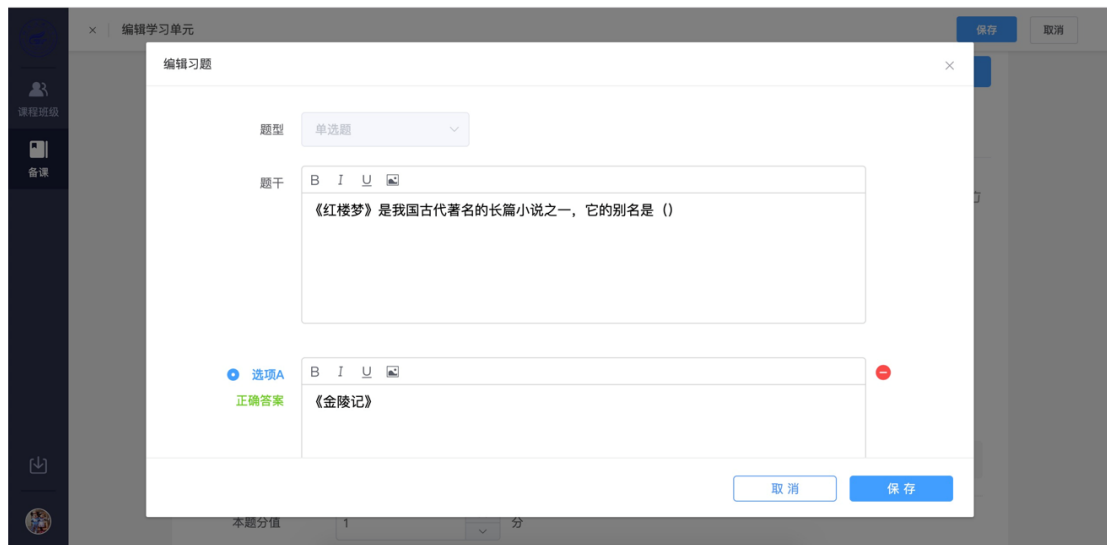 × 编辑学习单元
保存 取消
编辑习题 ×
课程班级
题型 单选题
备课
题干 B I U
《红楼梦》是我国古代著名的长篇小说之一，它的别名是（）
选项A B I U
正确答案 《金陵记》
取消 保存
本题分值 1 分